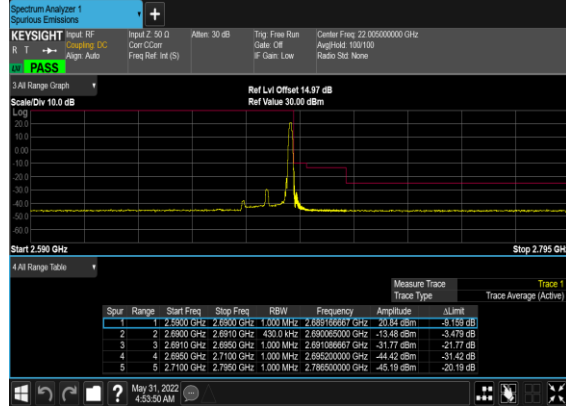 Spectrum Analyzer 1
Spurious Emissions
+
KEYSIGHT Input: RF Input Z: 50 Ω Atten: 30 dB Trig: Free Run Center Freq: 22.005000000 GHz
R T Coupling: DC Corr CCorr Gate: Off Avg|Hold: 100/100
Align: Auto Freq Ref: Int (S) IF Gain: Low Radio Std: None
PASS
3 All Range Graph
Ref Lvl Offset 14.97 dB
Scale/Div 10.0 dB Ref Value 30.00 dBm
Log
20.0
10.0
0.00
-10.0
-20.0
-30.0
-40.0
-50.0
-60.0
Start 2.590 GHz Stop 2.795 GHz
4 All Range Table
Measure Trace Trace 1
Trace Type Trace Average (Active)
Spur Range Start Freq Stop Freq RBW Frequency Amplitude ΔLimit
1 1 2.5900 GHz 2.6900 GHz 1.000 MHz 2.689166667 GHz 20.84 dBm -9.159 dB
2 2 2.6900 GHz 2.6910 GHz 430.0 kHz 2.690065000 GHz -13.48 dBm -3.479 dB
3 3 2.6910 GHz 2.6950 GHz 1.000 MHz 2.691086667 GHz -31.77 dBm -21.77 dB
4 4 2.6950 GHz 2.7100 GHz 1.000 MHz 2.695200000 GHz -44.42 dBm -31.42 dB
5 5 2.7100 GHz 2.7950 GHz 1.000 MHz 2.786500000 GHz -45.19 dBm -20.19 dB
? May 31, 2022
4:53:50 AM